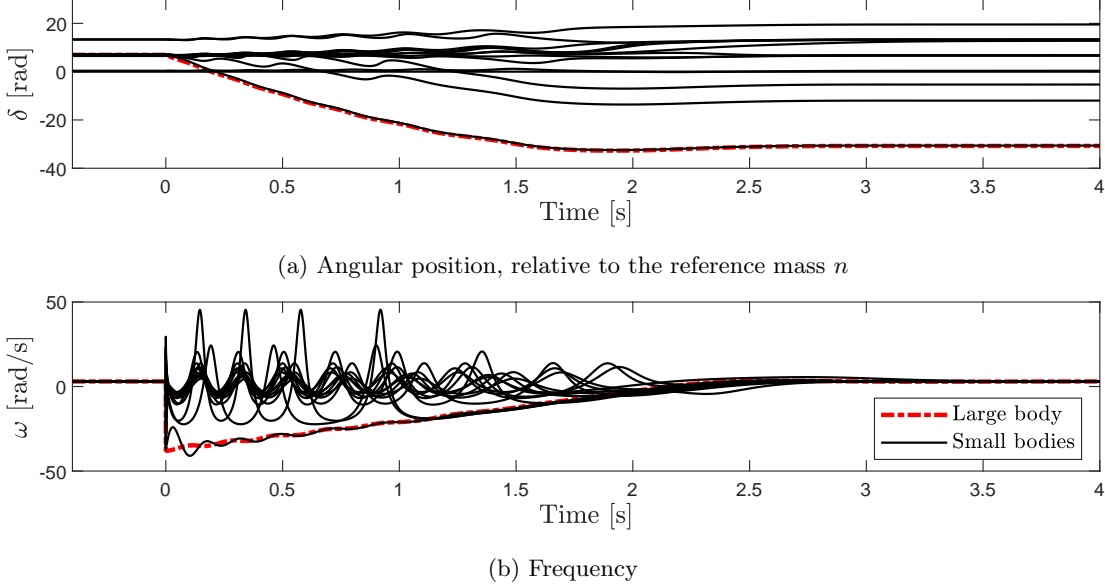 20
0
-20
-40
δ [rad]
0 0.5 1 1.5 2 2.5 3 3.5 4
Time [s]
(a) Angular position, relative to the reference mass n
50
0
-50
ω [rad/s]
Large body
Small bodies
0 0.5 1 1.5 2 2.5 3 3.5 4
Time [s]
(b) Frequency